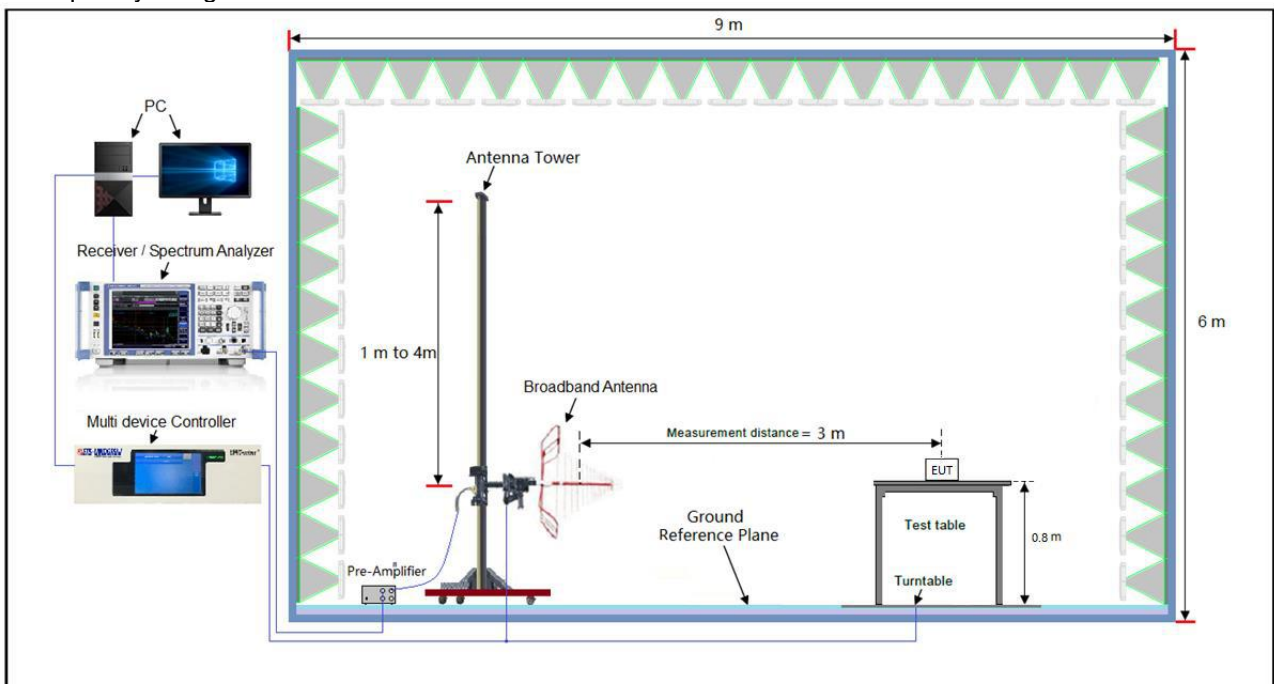 9 m
PC
Antenna Tower
Receiver / Spectrum Analyzer
6 m
1 m to 4m
Broadband Antenna
Multi device Controller
Measurement distance = 3 m
EUT
Ground
Reference Plane
Test table
0.8 m
Pre-Amplifier
Turntable